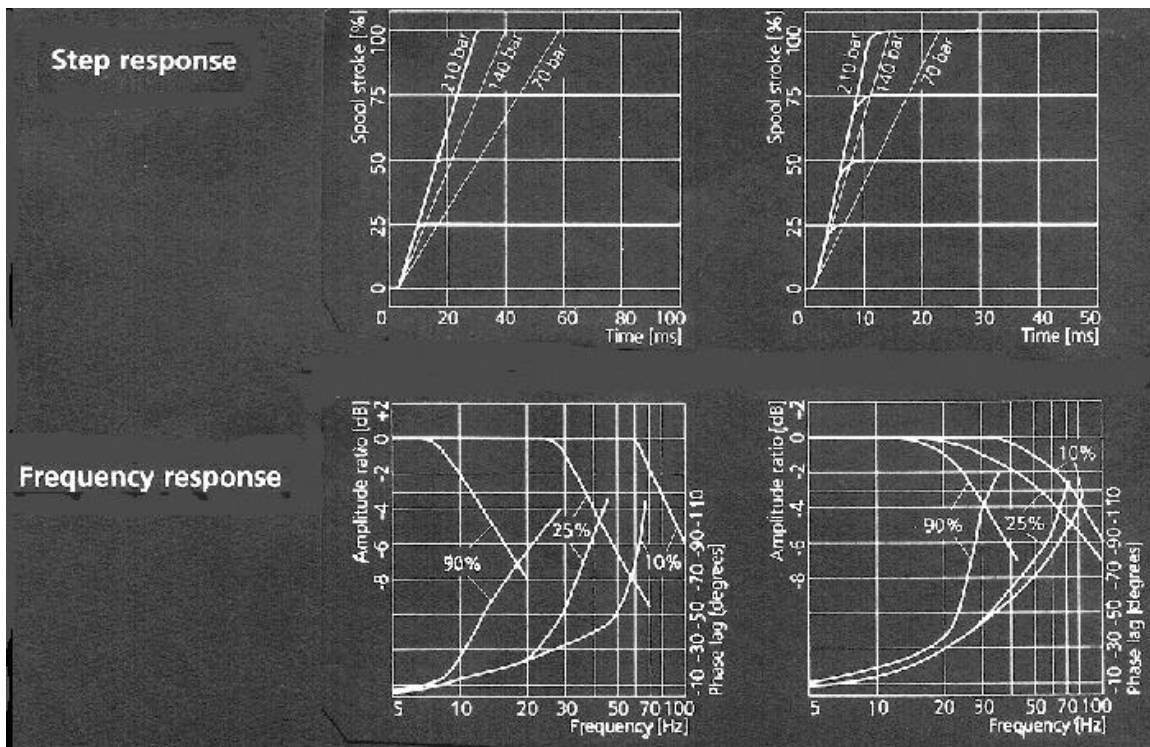 Step response
Spool stroke [%]
100
75
50
25
0
210 bar
140 bar
70 bar
0 20 40 60 80 100
Time [ms]
Spool stroke [%]
100
75
50
25
0
210 bar
140 bar
70 bar
0 10 20 30 40 50
Time [ms]
Frequency response
Amplitude ratio [dB]
+2
0
-2
-4
-6
-8
90%
25%
10%
-10 -30 -50 -70 -90 -110
Phase lag [degrees]
5 10 20 30 50 70 100
Frequency [Hz]
Amplitude ratio [dB]
+2
0
-2
-4
-6
-8
90%
25%
10%
-10 -30 -50 -70 -90 -110
Phase lag [degrees]
5 10 20 30 50 70 100
Frequency [Hz]